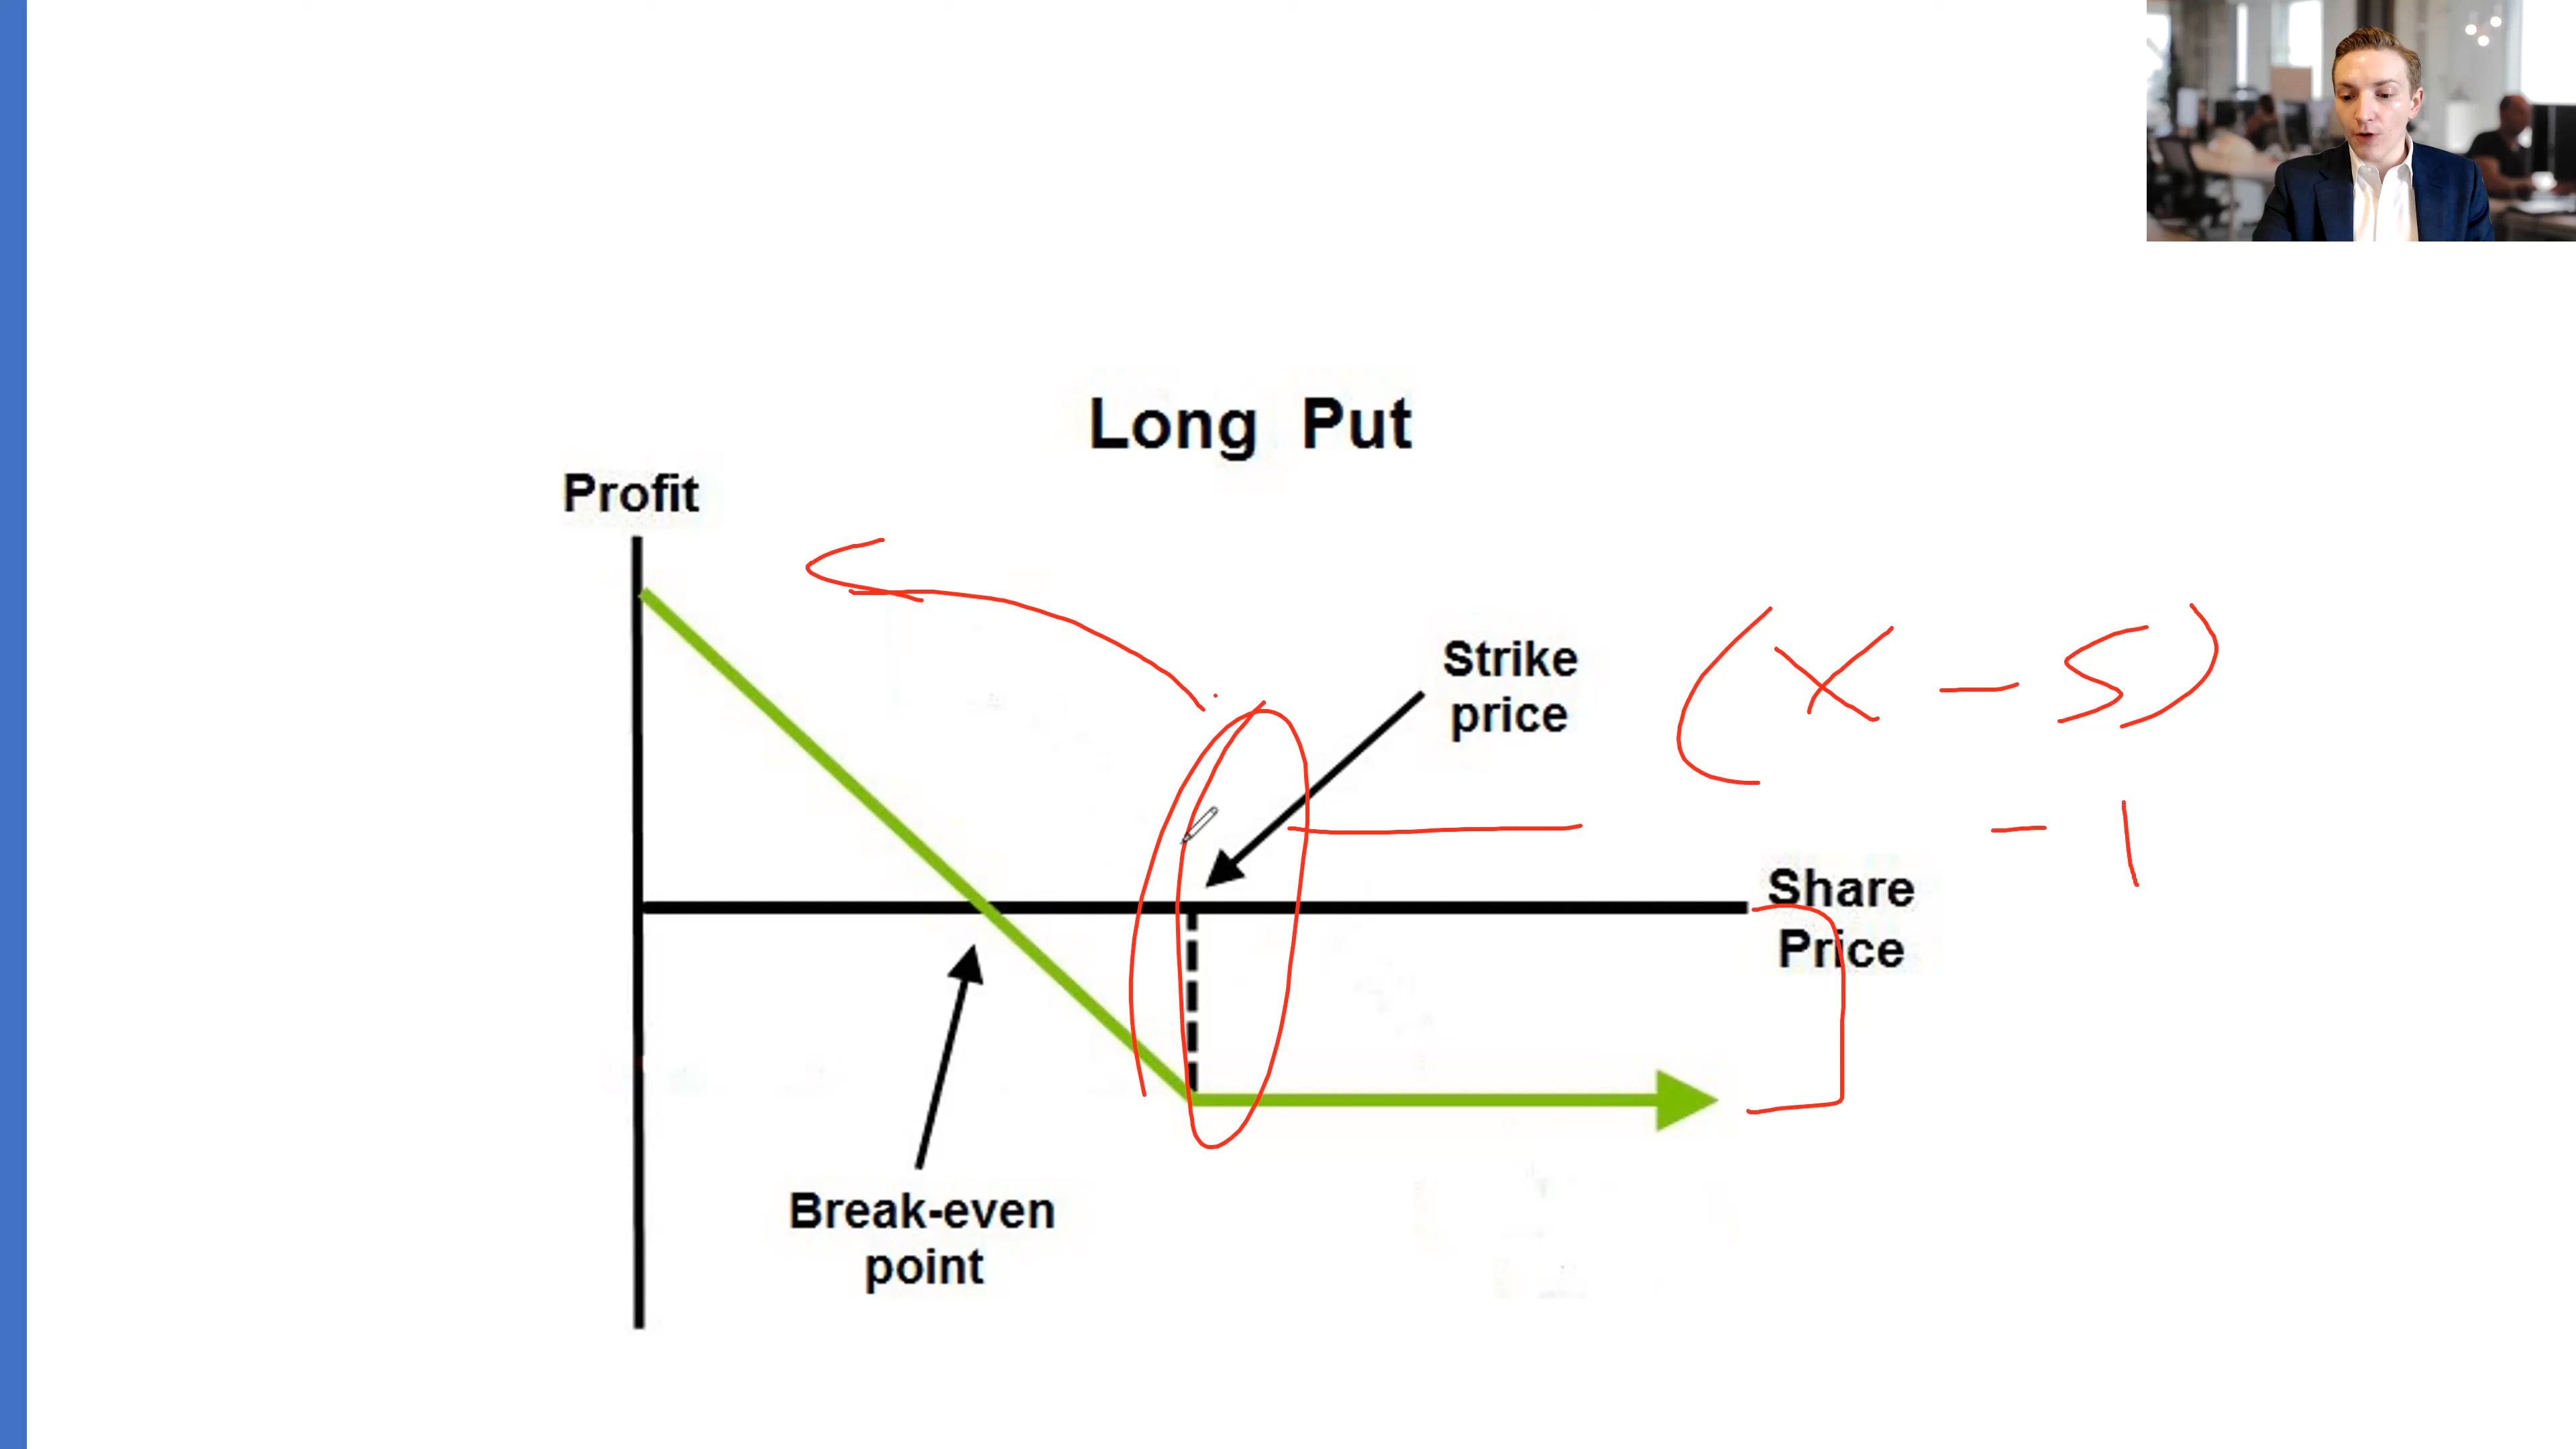 Long Put
Profit
Strike
price
(X - S)
- 1
Share
Price
Break-even
point